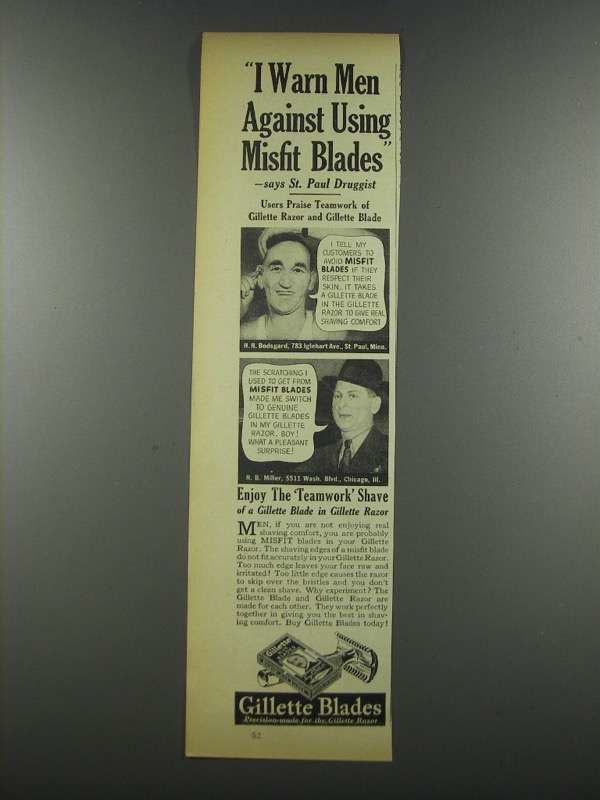 "I Warn Men
Against Using
Misfit Blades"
—says St. Paul Druggist
Users Praise Teamwork of
Gillette Razor and Gillette Blade
I TELL MY
CUSTOMERS TO
AVOID MISFIT
BLADES IF THEY
RESPECT THEIR
SKIN. IT TAKES
A GILLETTE BLADE
IN THE GILLETTE
RAZOR TO GIVE REAL
SHAVING COMFORT
H. H. Bodsgard, 783 Iglehart Ave., St. Paul, Minn.
THE SCRATCHING I
USED TO GET FROM
MISFIT BLADES
MADE ME SWITCH
TO GENUINE
GILLETTE BLADES
IN MY GILLETTE
RAZOR. BOY!
WHAT A PLEASANT
SURPRISE!
R. B. Miller, 5511 Wash. Blvd., Chicago, Ill.
Enjoy The 'Teamwork' Shave
of a Gillette Blade in Gillette Razor
MEN, if you are not enjoying real
shaving comfort, you are probably
using MISFIT blades in your Gillette
Razor. The shaving edges of a misfit blade
do not fit accurately in your Gillette Razor.
Too much edge leaves your face raw and
irritated! Too little edge causes the razor
to skip over the bristles and you don't
get a clean shave. Why experiment? The
Gillette Blade and Gillette Razor are
made for each other. They work perfectly
together in giving you the best in shav-
ing comfort. Buy Gillette Blades today!
Gillette Blades
Precision-made for the Gillette Razor
52